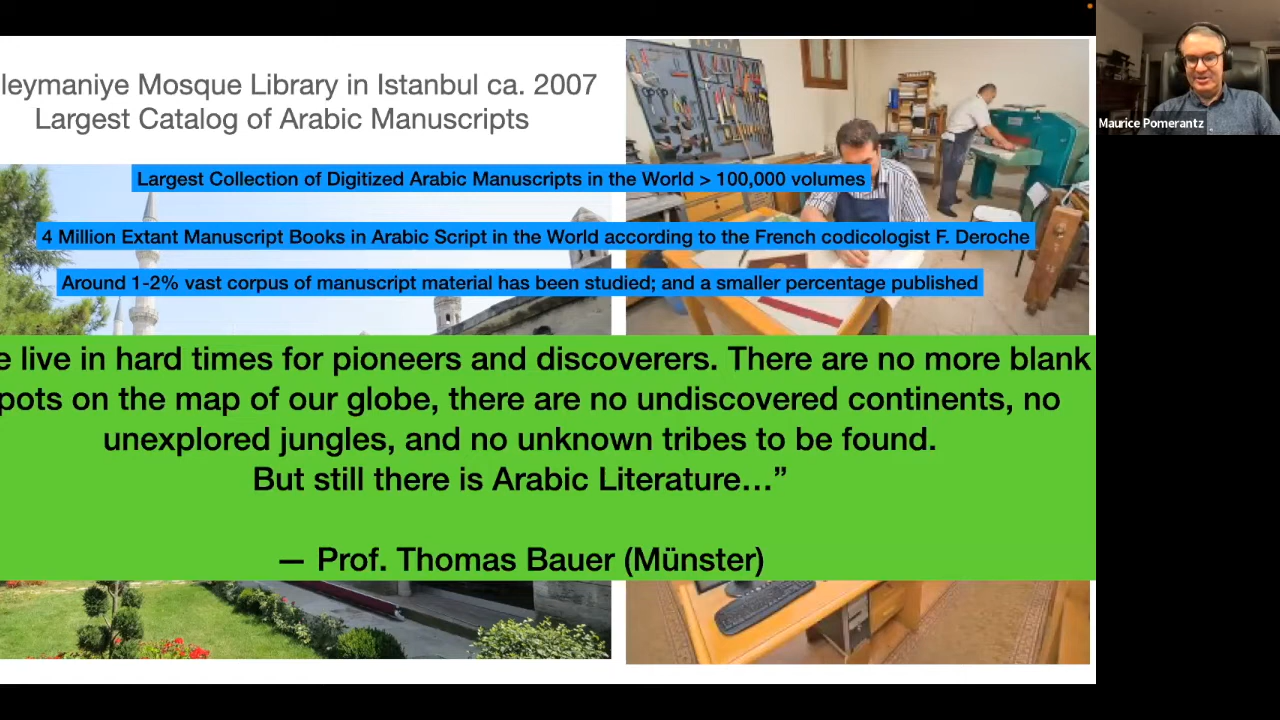 leymaniye Mosque Library in Istanbul ca. 2007
Largest Catalog of Arabic Manuscripts
Largest Collection of Digitized Arabic Manuscripts in the World > 100,000 volumes
4 Million Extant Manuscript Books in Arabic Script in the World according to the French codicologist F. Deroche
Around 1-2% vast corpus of manuscript material has been studied; and a smaller percentage published
e live in hard times for pioneers and discoverers. There are no more blank
pots on the map of our globe, there are no undiscovered continents, no
unexplored jungles, and no unknown tribes to be found.
But still there is Arabic Literature…”
— Prof. Thomas Bauer (Münster)
Maurice Pomerantz